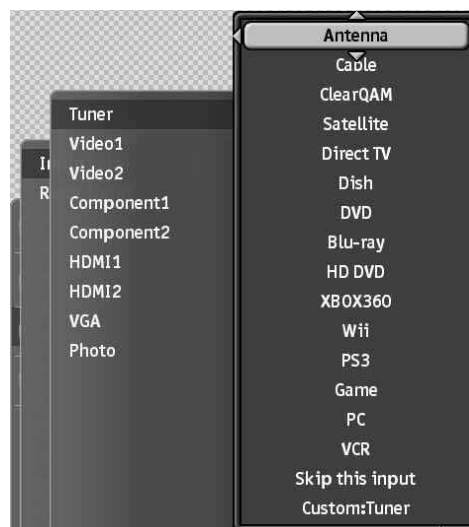 Tuner
Video1
Video2
Component1
Component2
HDMI1
HDMI2
VGA
Photo
Antenna
Cable
ClearQAM
Satellite
Direct TV
Dish
DVD
Blu-ray
HD DVD
XBOX360
Wii
PS3
Game
PC
VCR
Skip this input
Custom:Tuner